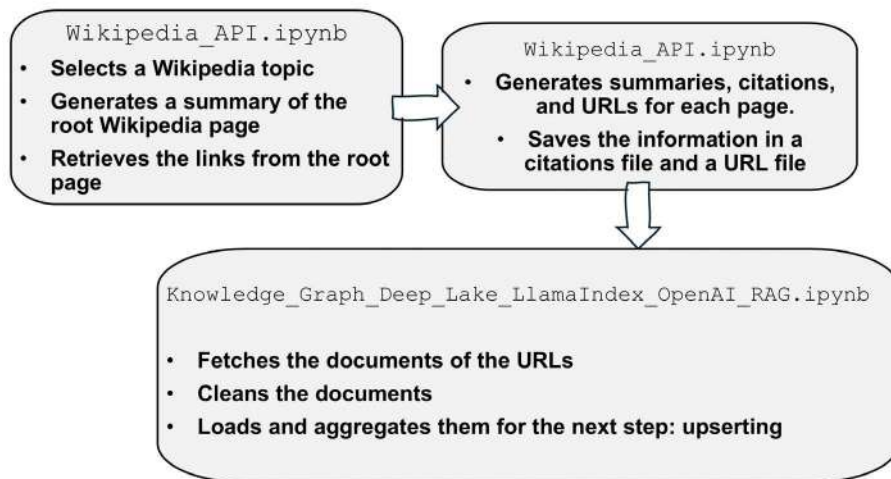 Wikipedia_API.ipynb
• Selects a Wikipedia topic
• Generates a summary of the
root Wikipedia page
• Retrieves the links from the root
page
Wikipedia_API.ipynb
• Generates summaries, citations,
and URLs for each page.
• Saves the information in a
citations file and a URL file
Knowledge_Graph_Deep_Lake_LlamaIndex_OpenAI_RAG.ipynb
• Fetches the documents of the URLs
• Cleans the documents
• Loads and aggregates them for the next step: upserting